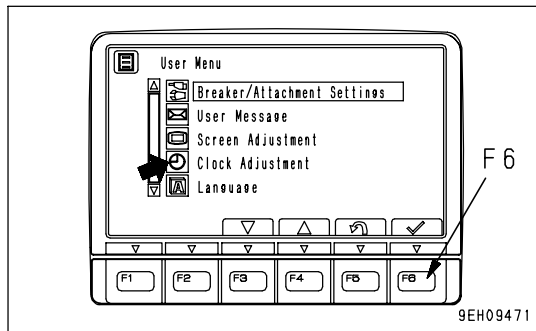 User Menu
Breaker/Attachment Settings
User Message
Screen Adjustment
Clock Adjustment
A Language
F6
F1 F2 F3 F4 F5 F6
9EH09471